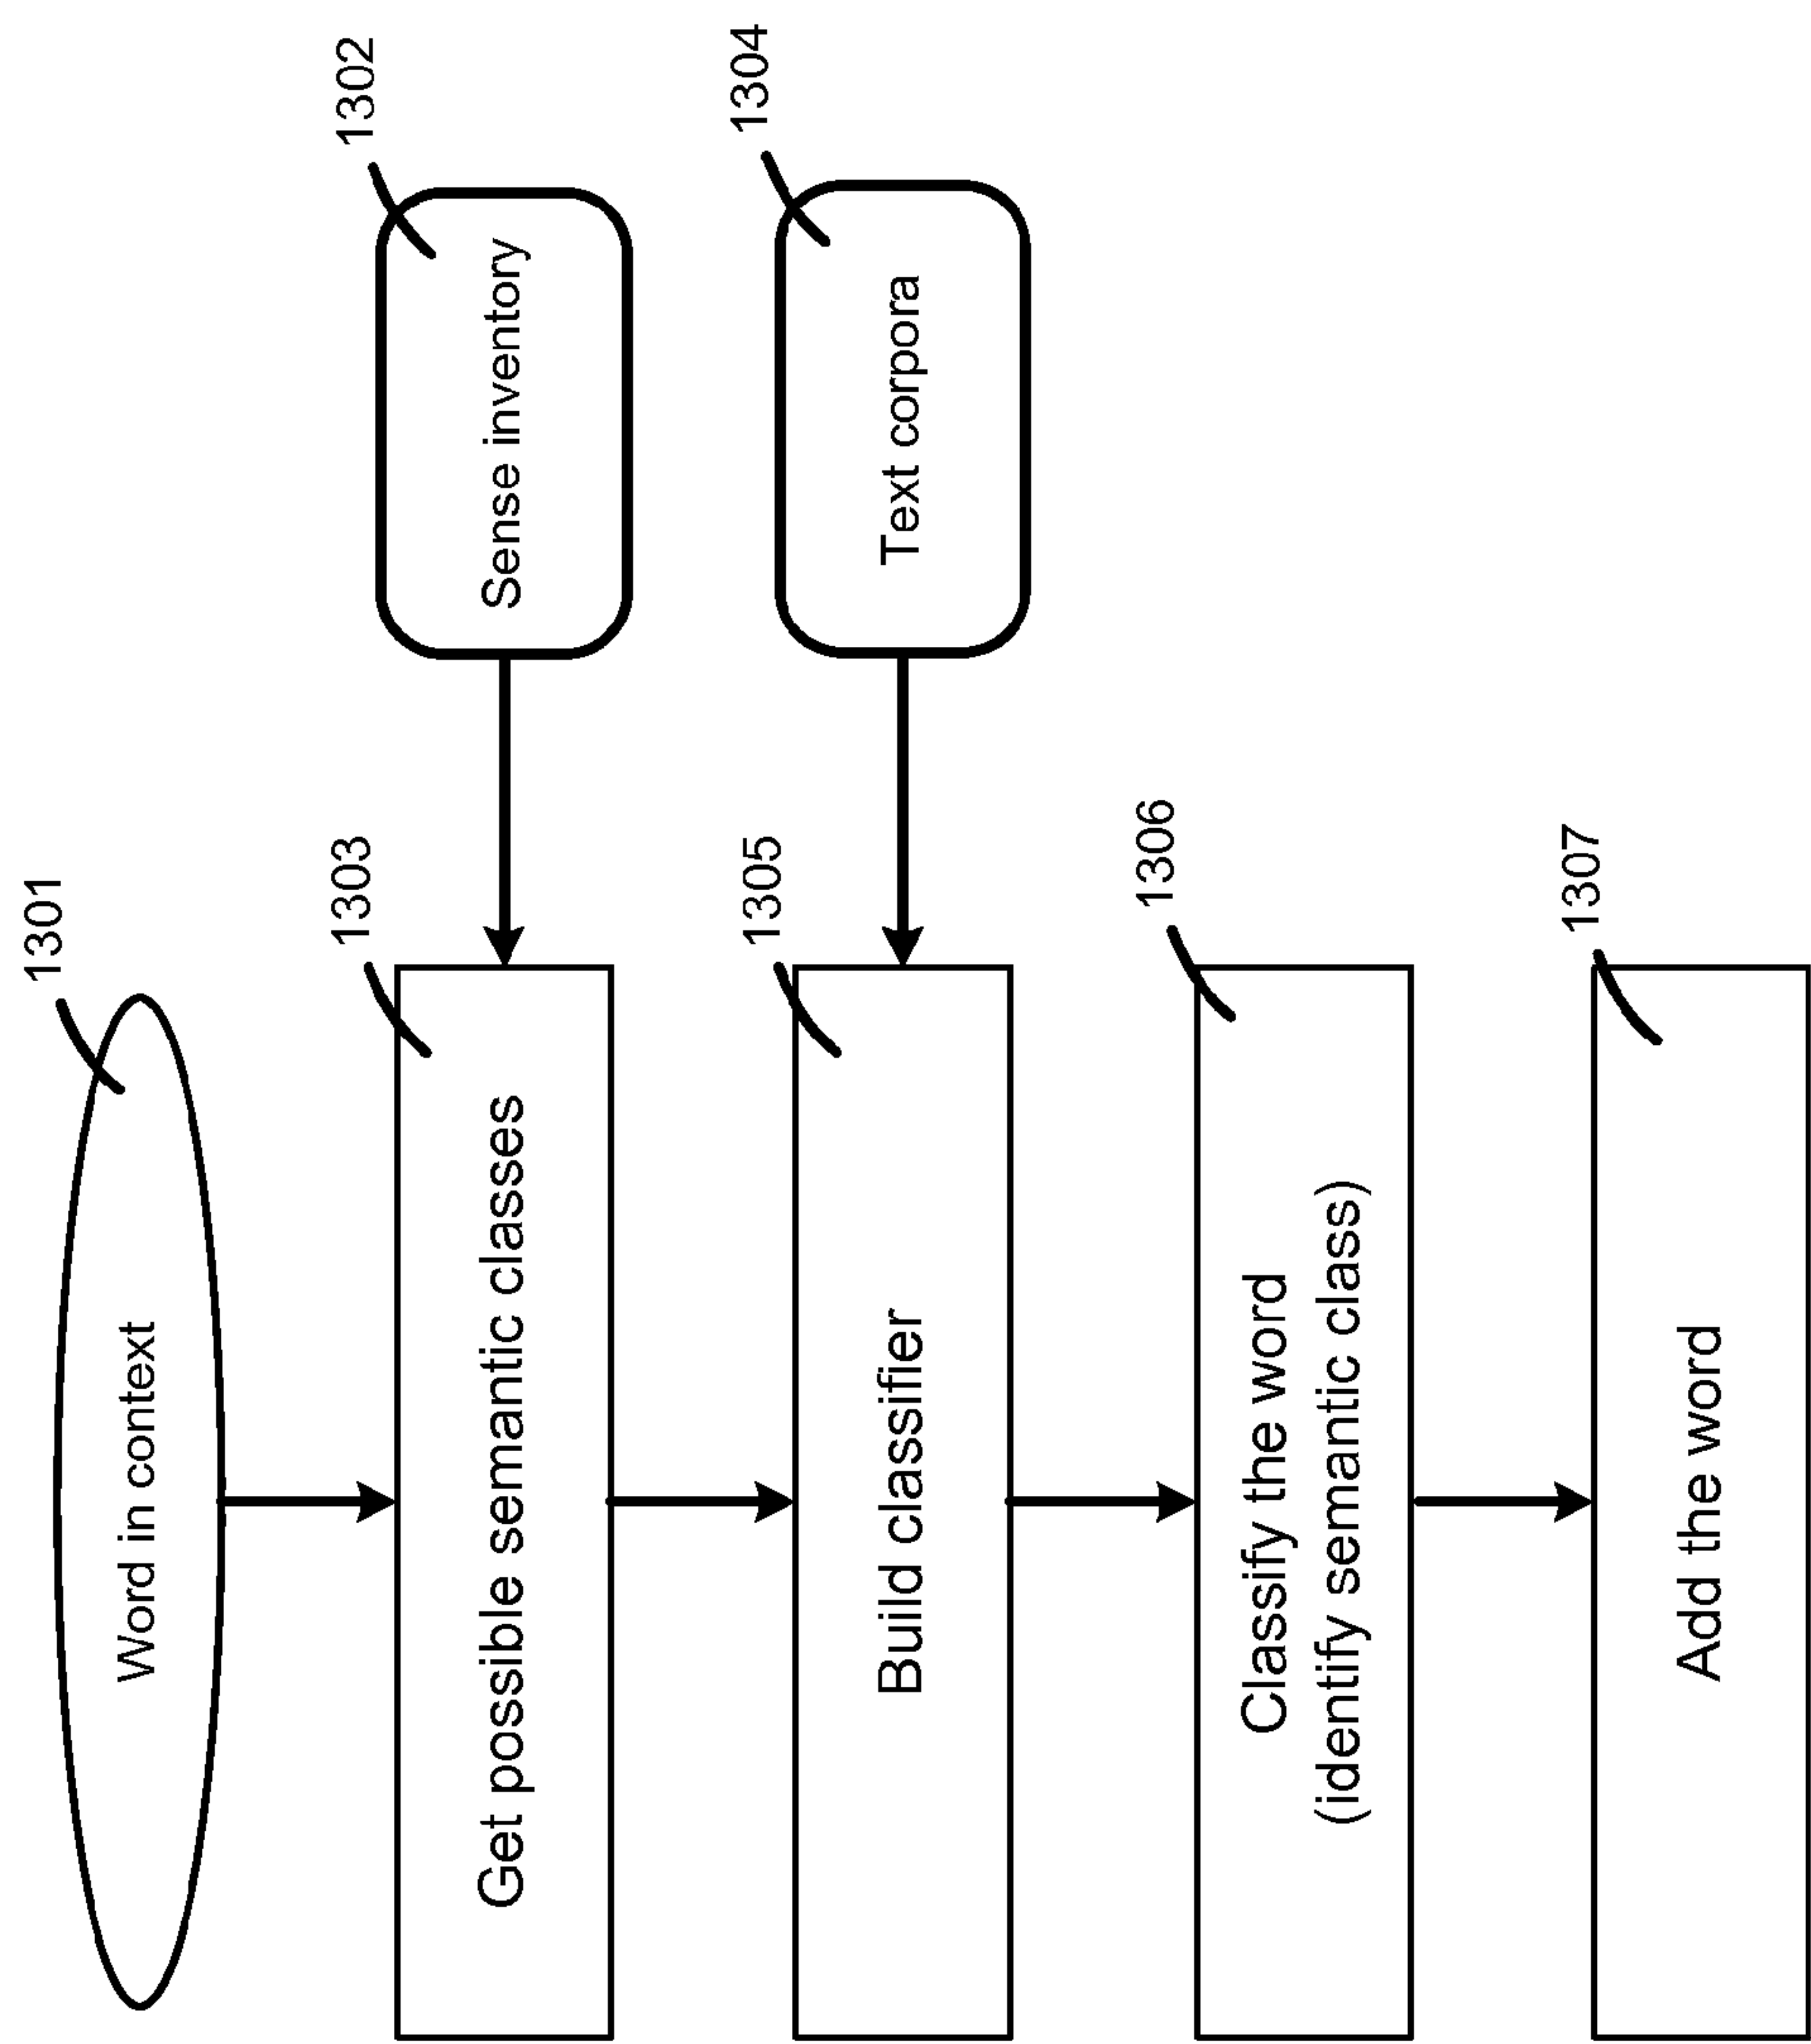 1301
Word in context
1302
Sense inventory
1303
Get possible semantic classes
1304
Text corpora
1305
Build classifier
1306
Classify the word
(identify semantic class)
1307
Add the word